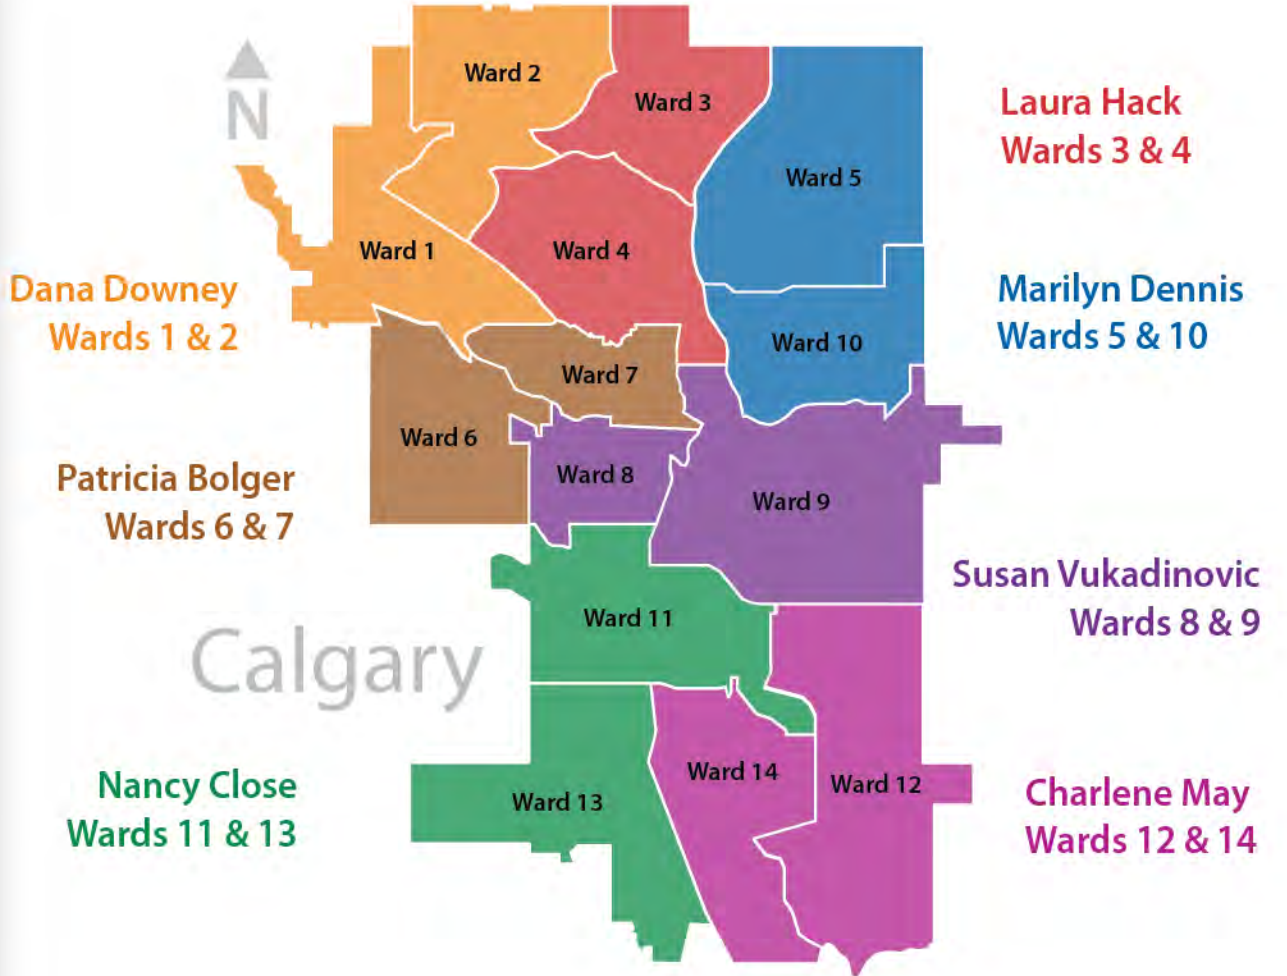 Ward 2
Ward 3
N
Laura Hack
Wards 3 & 4
Ward 5
Ward 1
Ward 4
Dana Downey
Wards 1 & 2
Marilyn Dennis
Wards 5 & 10
Ward 10
Ward 7
Ward 6
Patricia Bolger
Wards 6 & 7
Ward 8
Ward 9
Susan Vukadinovic
Wards 8 & 9
Ward 11
Calgary
Nancy Close
Wards 11 & 13
Ward 14
Ward 12
Ward 13
Charlene May
Wards 12 & 14